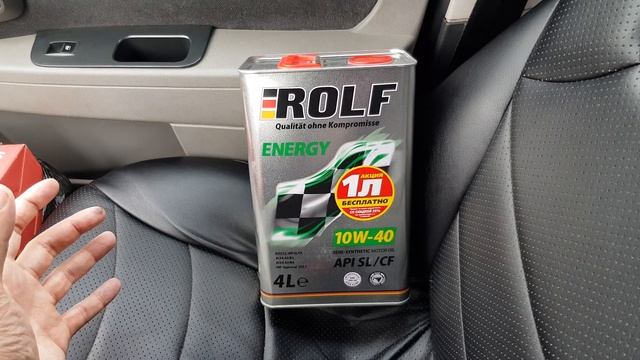 ROLF
Qualität ohne Kompromisse
ENERGY
АКЦИЯ
1л
БЕСПЛАТНО
10W-40
SEMI-SYNTHETIC MOTOR OIL
API SL/CF
4L℮